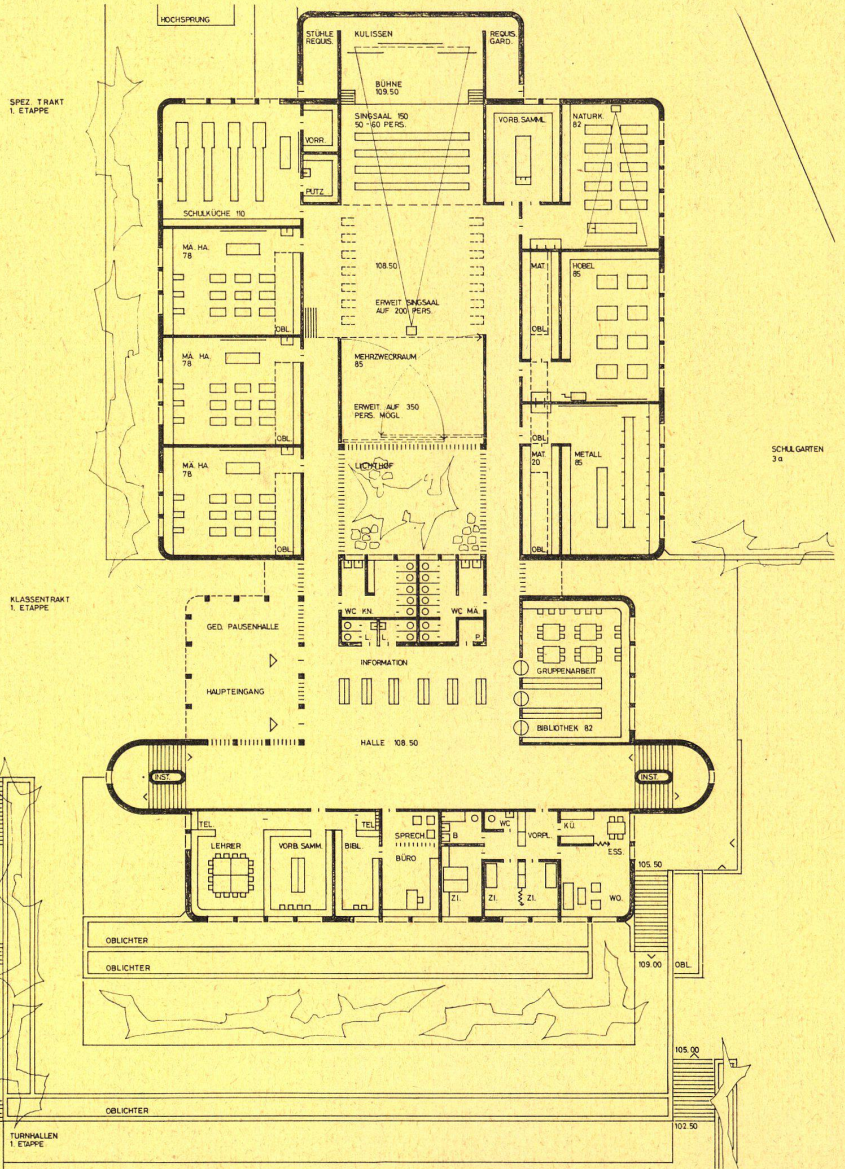 HOCHSPRUNG
STÜHLE
REQUIS.
KULISSEN
REQUIS.
GARD.
BÜHNE
109.50
SPEZ. TRAKT
1. ETAPPE
SINGSAAL 150
50 - 60 PERS.
VORR.
PUTZ
VORB. SAMML.
NATURK.
82
SCHULKÜCHE 110
MÄ. HA.
78
OBL.
108.50
ERWEIT SINGSAAL
AUF 200 PERS.
MAT.
OBL.
HOBEL
85
MÄ. HA.
78
OBL.
MEHRZWECKRAUM
85
ERWEIT AUF 350
PERS. MÖGL.
OBL.
MAT.
20
OBL.
METALL
85
MÄ. HA.
78
OBL.
LICHTHOF
SCHULGARTEN
3 a
KLASSENTRAKT
1. ETAPPE
GED. PAUSENHALLE
HAUPTEINGANG
WC KN.
L.
L.
WC MÄ.
P.
INFORMATION
GRUPPENARBEIT
BIBLIOTHEK 82
HALLE 108.50
INST.
INST.
TEL.
LEHRER
VORB. SAMM.
TEL.
BIBL.
SPRECH.
BÜRO
B
WC
VORPL.
KÜ.
ESS.
ZI.
ZI.
ZI.
WO.
105.50
OBLICHTER
OBLICHTER
109.00
OBL.
105.00
OBLICHTER
102.50
TURNHALLEN
1. ETAPPE